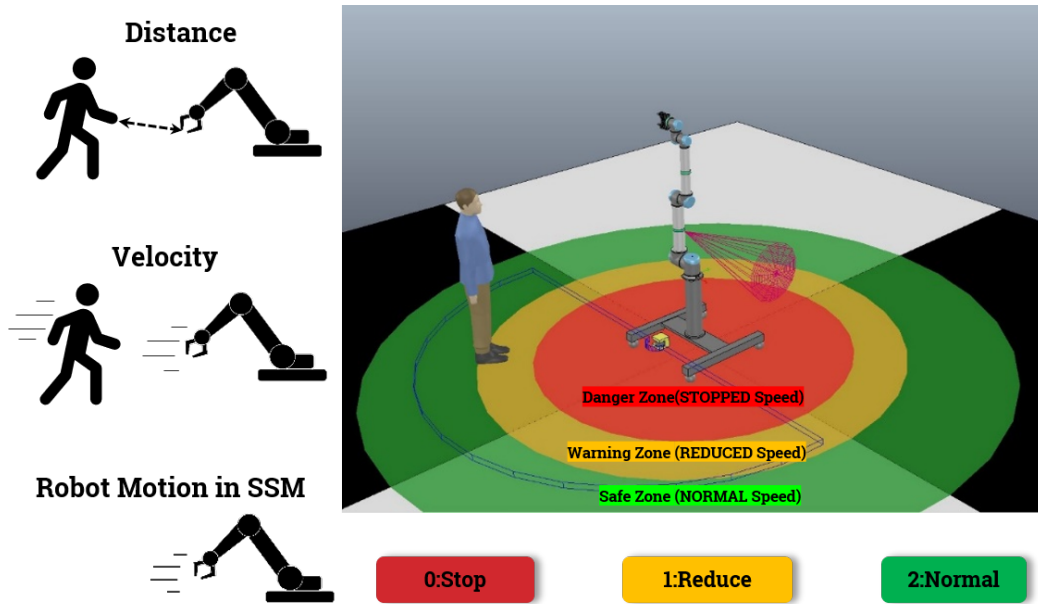 Distance
Velocity
Robot Motion in SSM
Danger Zone(STOPPED Speed)
Warning Zone (REDUCED Speed)
Safe Zone (NORMAL Speed)
0:Stop
1:Reduce
2:Normal